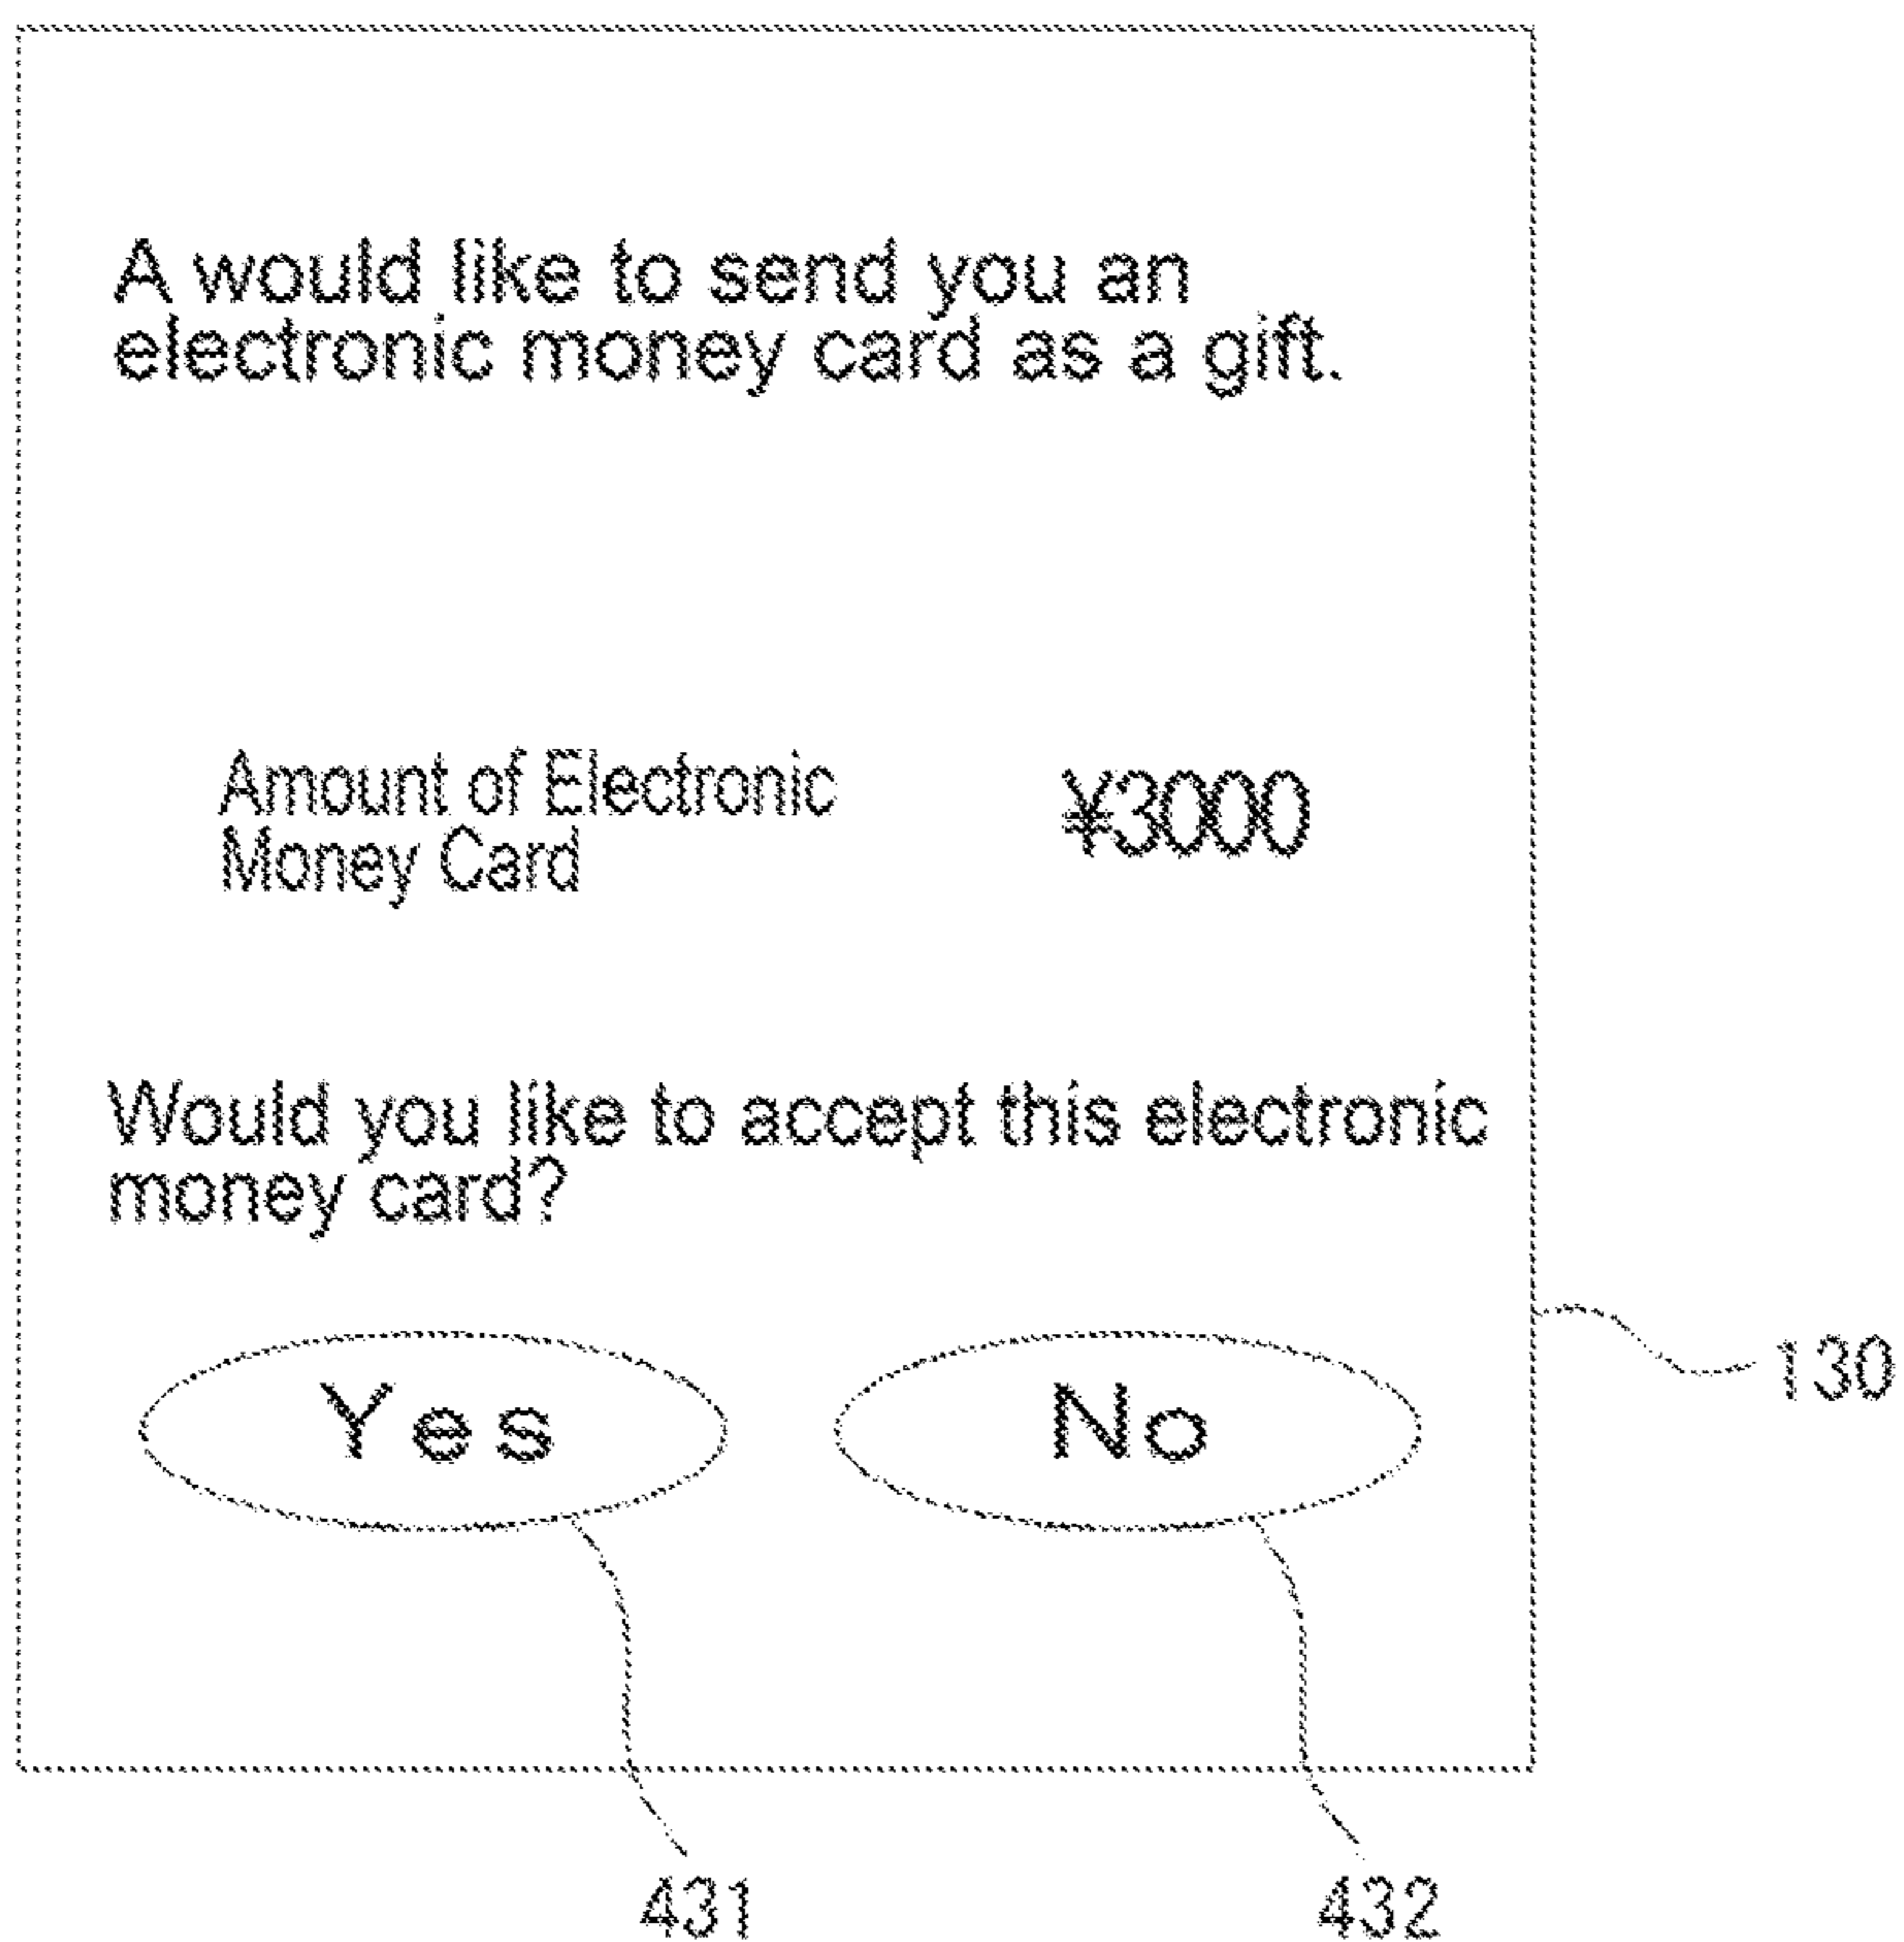 A would like to send you an
electronic money card as a gift.
Amount of Electronic
Money Card
¥3000
Would you like to accept this electronic
money card?
Yes
No
130
431
432